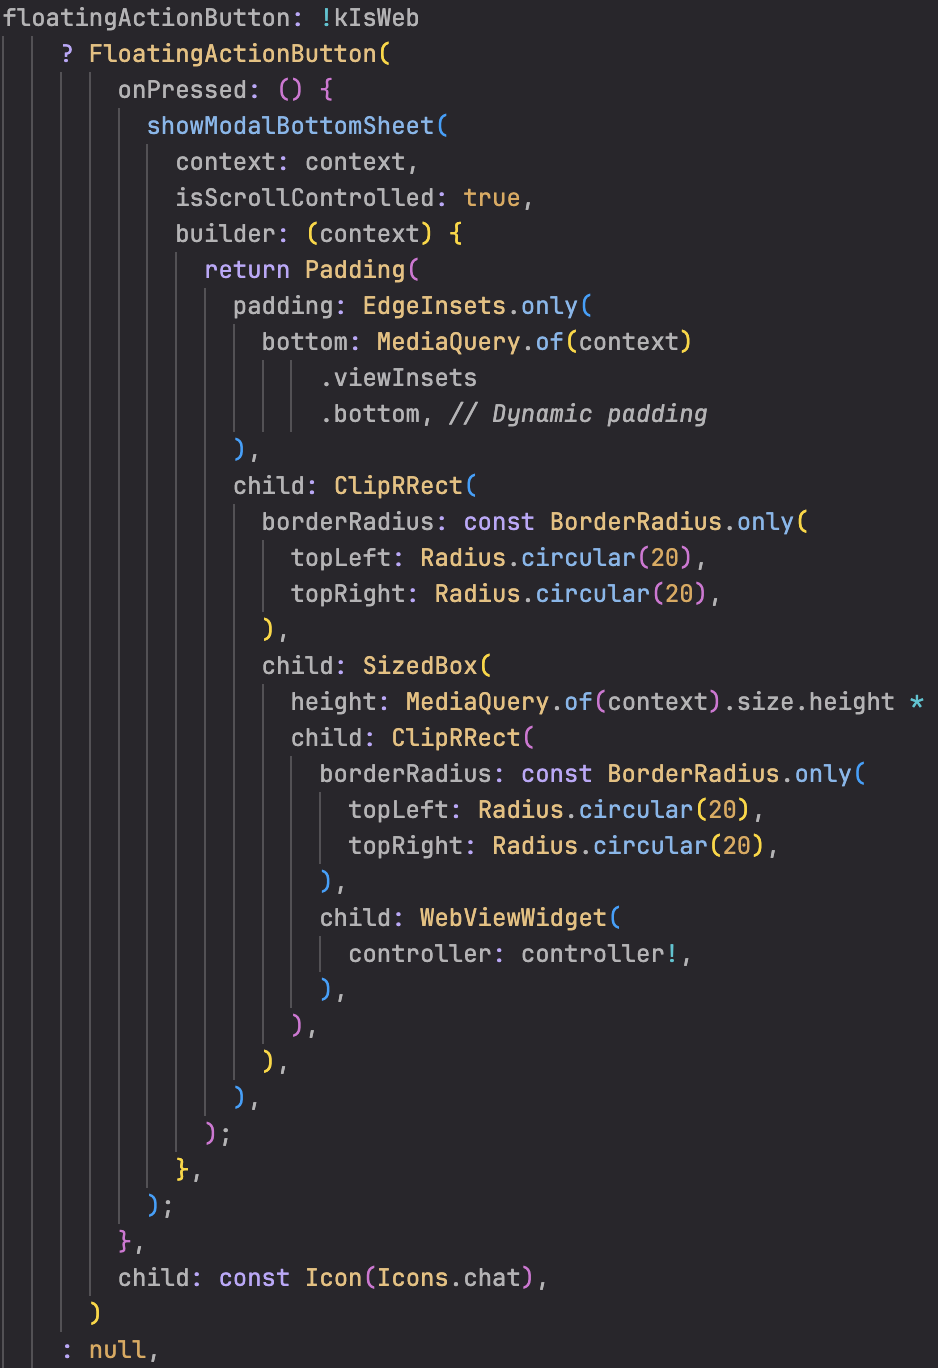 floatingActionButton: !kIsWeb
? FloatingActionButton(
onPressed: () {
showModalBottomSheet(
context: context,
isScrollControlled: true,
builder: (context) {
return Padding(
padding: EdgeInsets.only(
bottom: MediaQuery.of(context)
.viewInsets
.bottom, // Dynamic padding
),
child: ClipRRect(
borderRadius: const BorderRadius.only(
topLeft: Radius.circular(20),
topRight: Radius.circular(20),
),
child: SizedBox(
height: MediaQuery.of(context).size.height *
child: ClipRRect(
borderRadius: const BorderRadius.only(
topLeft: Radius.circular(20),
topRight: Radius.circular(20),
),
child: WebViewWidget(
controller: controller!,
),
),
),
),
);
},
);
},
child: const Icon(Icons.chat),
)
: null,